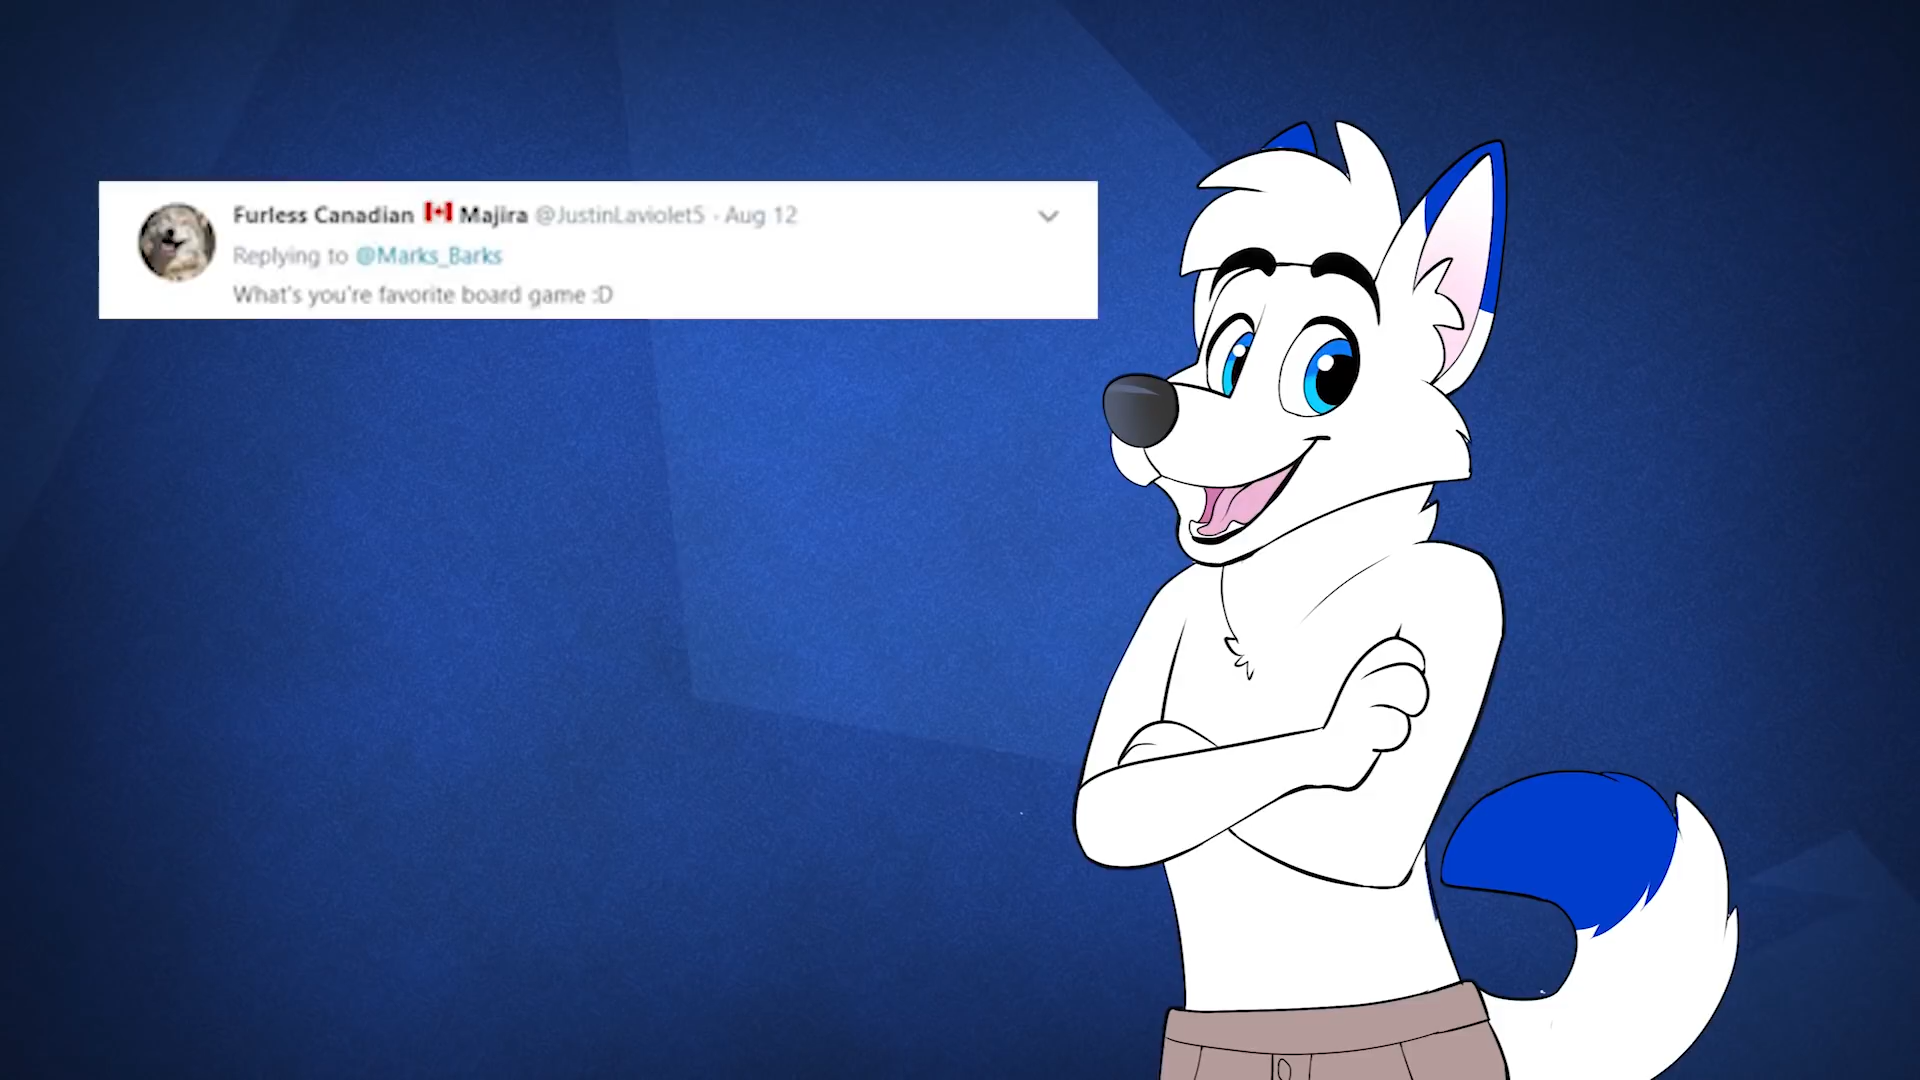 Furless Canadian 🇨🇦 Majira @JustinLaviolet5 · Aug 12
Replying to @Marks_Barks
What's you're favorite board game :D